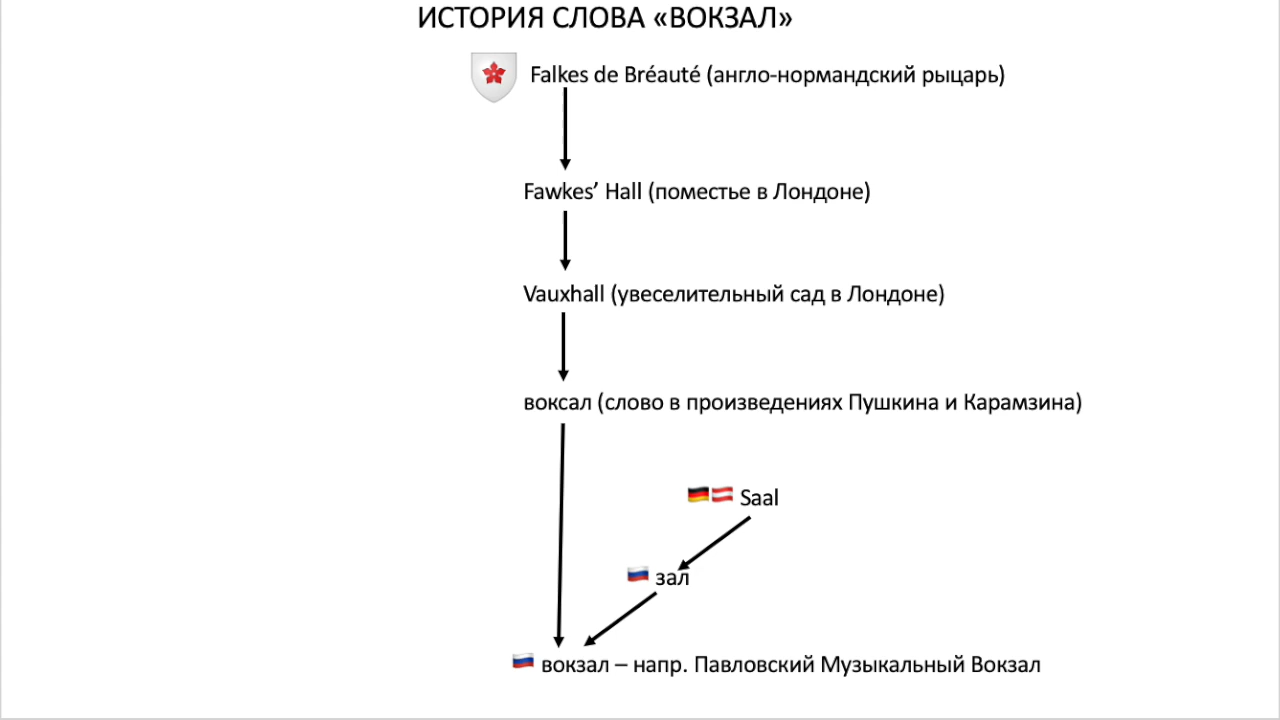 ИСТОРИЯ СЛОВА «ВОКЗАЛ»
Falkes de Bréauté (англо-нормандский рыцарь)
Fawkes’ Hall (поместье в Лондоне)
Vauxhall (увеселительный сад в Лондоне)
воксал (слово в произведениях Пушкина и Карамзина)
Saal
зал
вокзал – напр. Павловский Музыкальный Вокзал